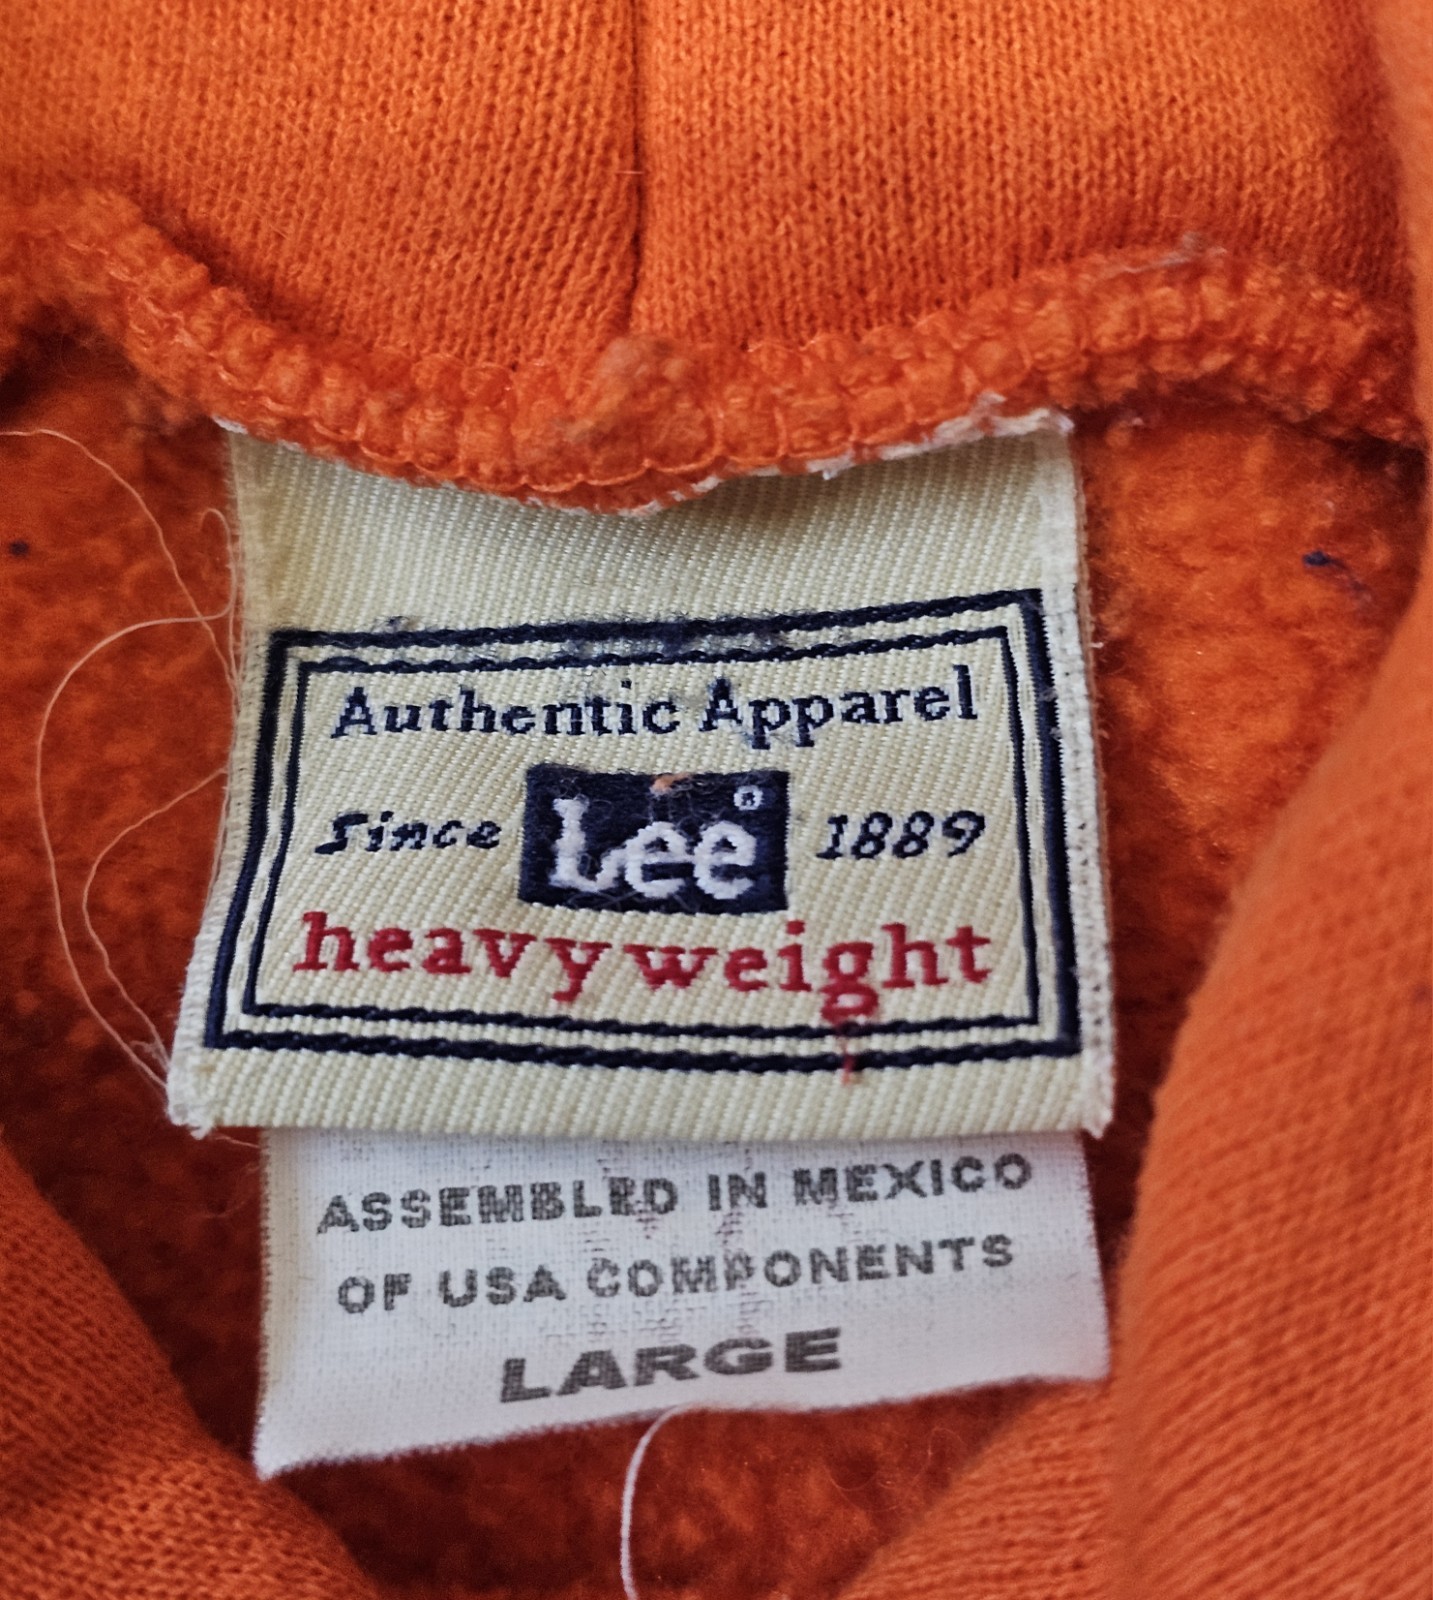 Authentic Apparel
Since Lee® 1889
heavyweight
ASSEMBLED IN MEXICO
OF USA COMPONENTS
LARGE